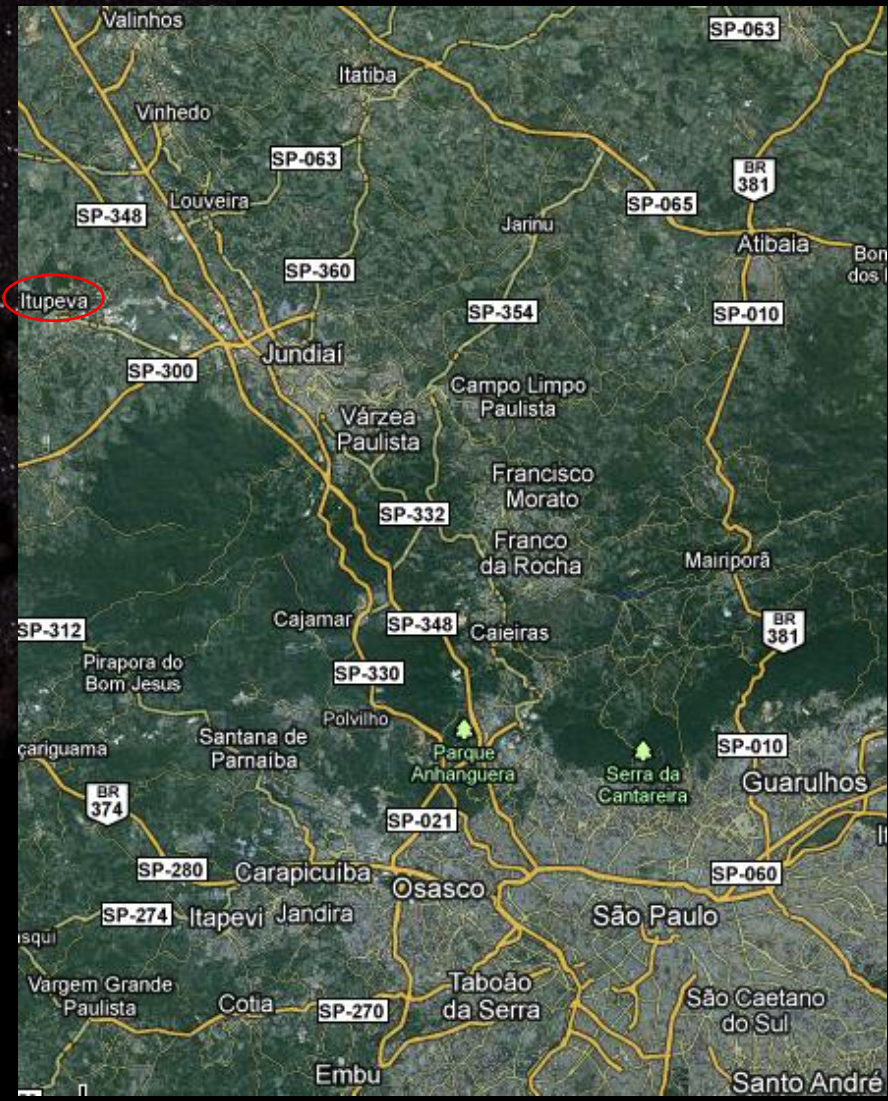 Valinhos
SP-063
Itatiba
Vinhedo
SP-063
BR
381
Louveira
SP-065
SP-348
Jarinu
Atibaia
Bon
dos
SP-360
Itupeva
SP-354
SP-010
Jundiaí
SP-300
Campo Limpo
Paulista
Várzea
Paulista
Francisco
Morato
SP-332
Franco
da Rocha
Mairiporã
Cajamar
SP-348
Caieiras
BR
381
SP-312
Pirapora do
Bom Jesus
SP-330
Polvilho
Santana de
Parnaíba
çariguama
Parque
Anhanguera
SP-010
Serra da
Cantareira
Guarulhos
BR
374
SP-021
SP-280
Carapicuíba
SP-060
Osasco
SP-274
Itapevi
Jandira
São Paulo
asqui
Vargem Grande
Paulista
Cotia
SP-270
Taboão
da Serra
São Caetano
do Sul
Embu
Santo André